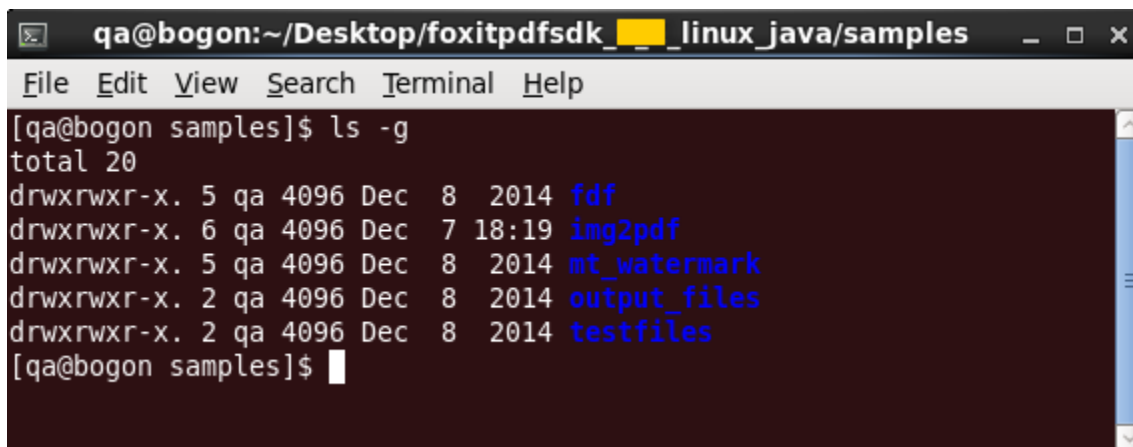 qa@bogon:~/Desktop/foxitpdfsdk_ _ _linux_java/samples
File Edit View Search Terminal Help
[qa@bogon samples]$ ls -g
total 20
drwxrwxr-x. 5 qa 4096 Dec  8  2014 fdf
drwxrwxr-x. 6 qa 4096 Dec  7 18:19 img2pdf
drwxrwxr-x. 5 qa 4096 Dec  8  2014 mt_watermark
drwxrwxr-x. 2 qa 4096 Dec  8  2014 output_files
drwxrwxr-x. 2 qa 4096 Dec  8  2014 testfiles
[qa@bogon samples]$